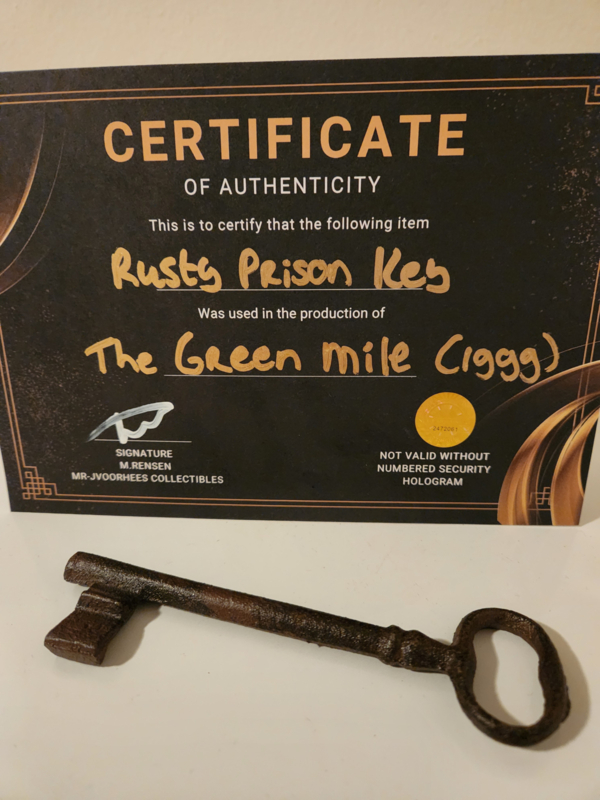 CERTIFICATE
OF AUTHENTICITY
This is to certify that the following item
Rusty Prison Key
Was used in the production of
The Green Mile (1999)
SIGNATURE
M.RENSEN
MR-JVOORHEES COLLECTIBLES
NOT VALID WITHOUT
NUMBERED SECURITY
HOLOGRAM